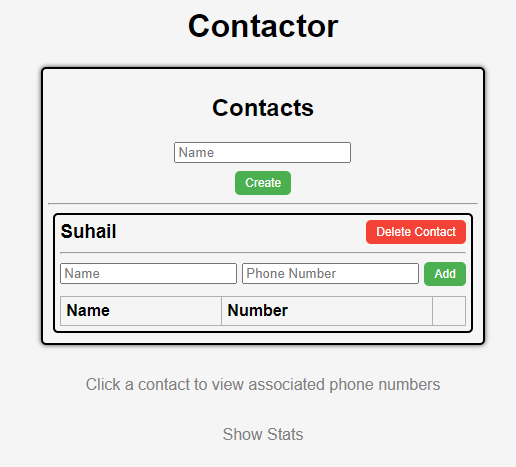 Contactor
Contacts
Name
Create
Suhail Delete Contact
Name Phone Number Add
Name Number
Click a contact to view associated phone numbers
Show Stats